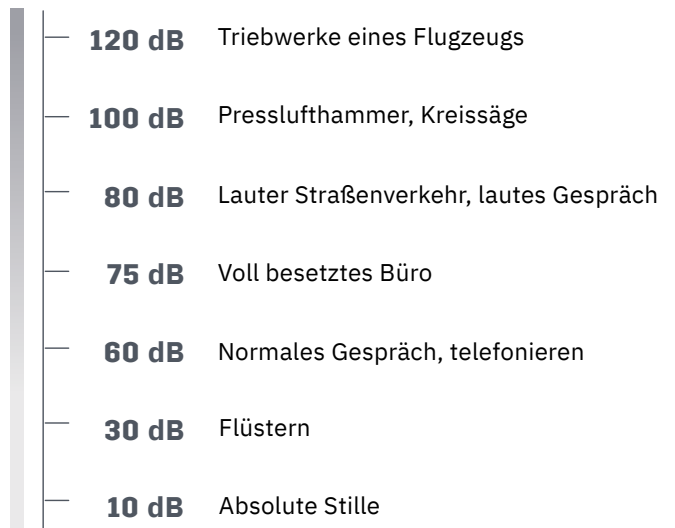 120 dB Triebwerke eines Flugzeugs
100 dB Presslufthammer, Kreissäge
80 dB Lauter Straßenverkehr, lautes Gespräch
75 dB Voll besetztes Büro
60 dB Normales Gespräch, telefonieren
30 dB Flüstern
10 dB Absolute Stille